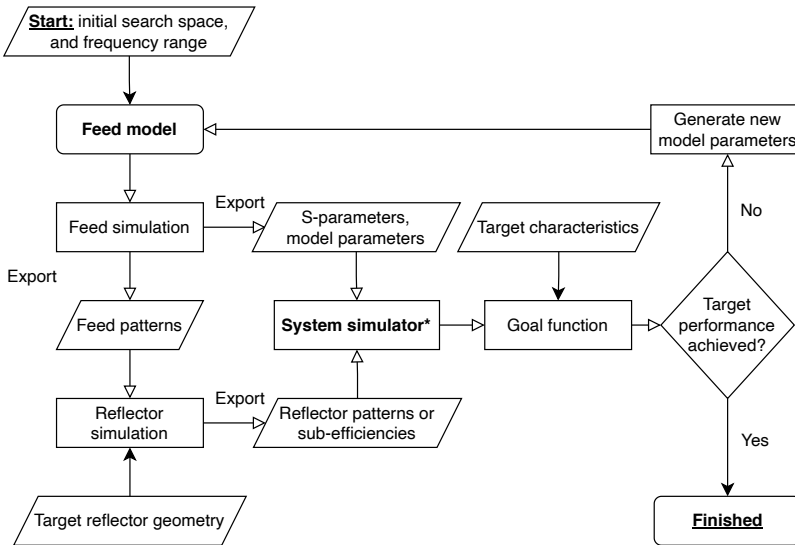 Start: initial search space,
and frequency range
Feed model
Generate new
model parameters
Feed simulation
Export
S-parameters,
model parameters
Target characteristics
No
Export
Feed patterns
System simulator*
Goal function
Target
performance
achieved?
Reflector
simulation
Export
Reflector patterns or
sub-efficiencies
Yes
Target reflector geometry
Finished